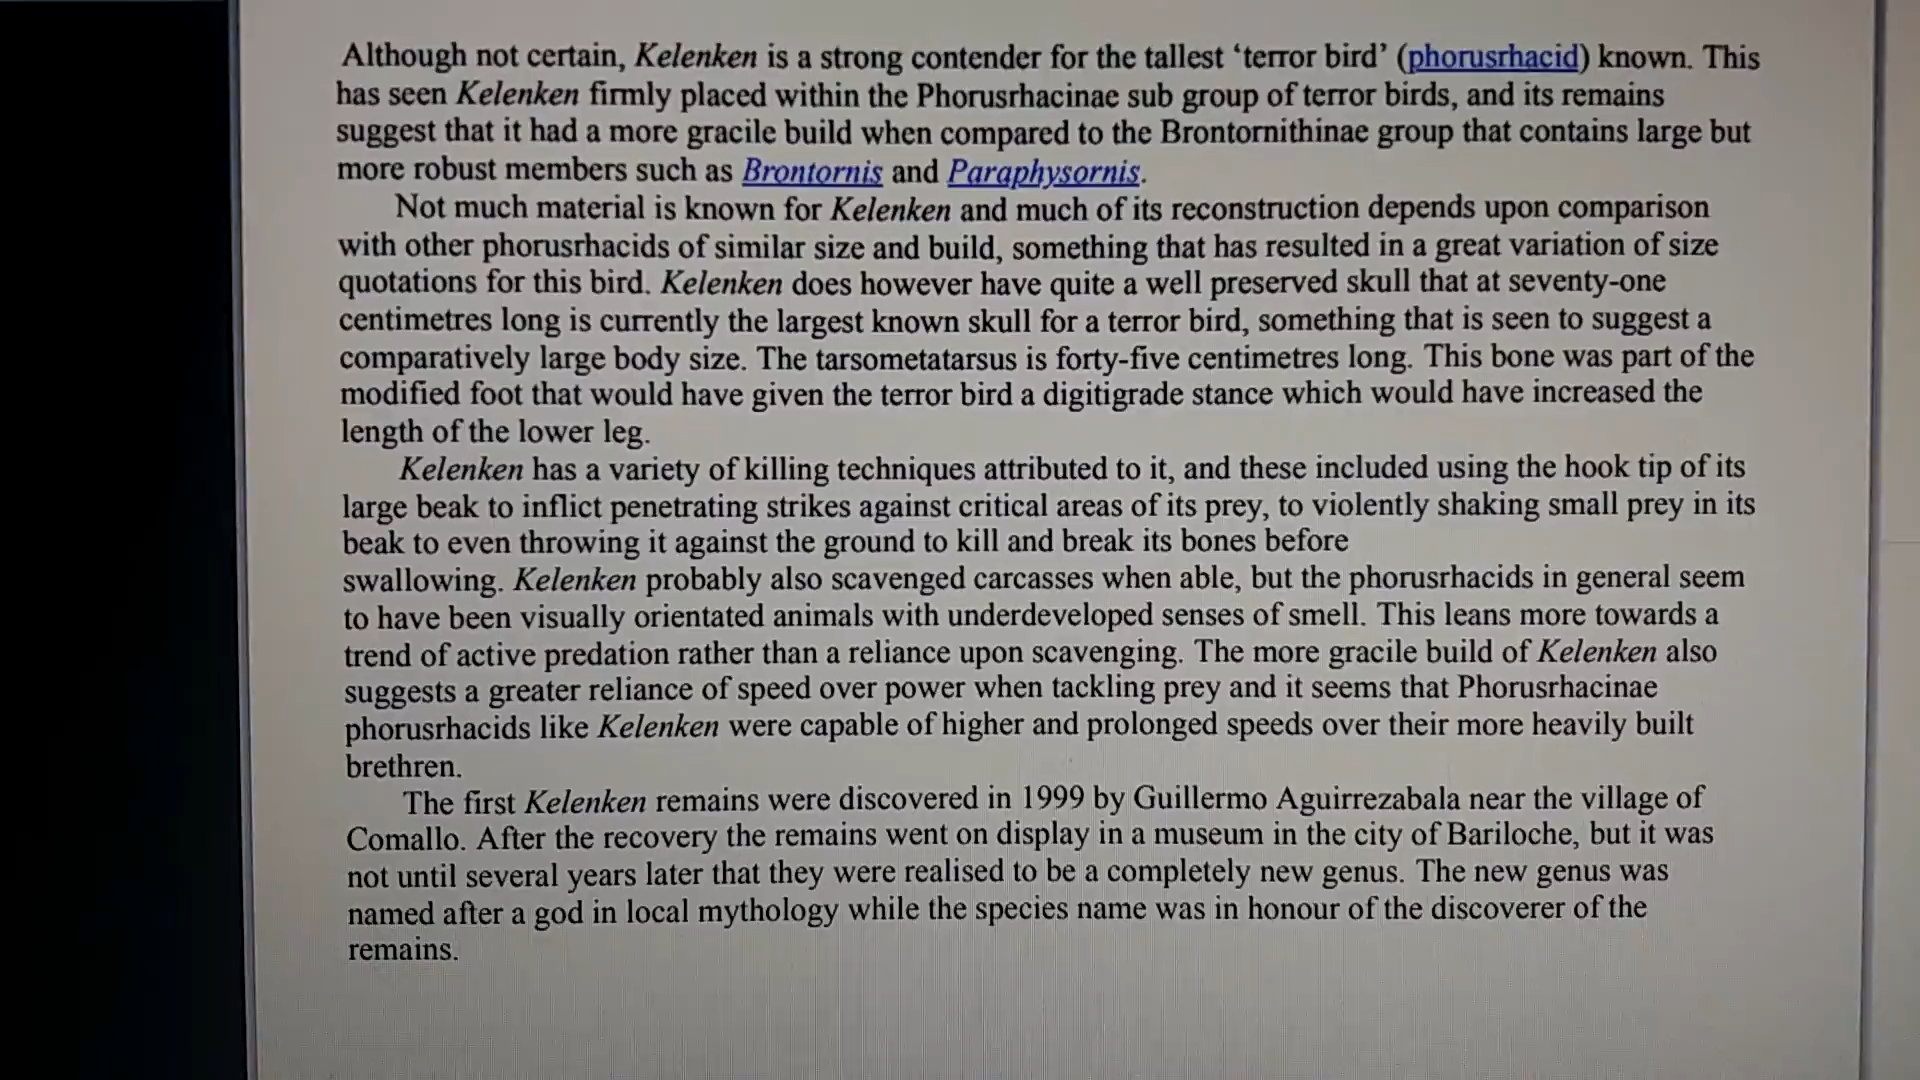 Although not certain, Kelenken is a strong contender for the tallest ‘terror bird’ (phorusrhacid) known. This
has seen Kelenken firmly placed within the Phorusrhacinae sub group of terror birds, and its remains
suggest that it had a more gracile build when compared to the Brontornithinae group that contains large but
more robust members such as Brontornis and Paraphysornis.
Not much material is known for Kelenken and much of its reconstruction depends upon comparison
with other phorusrhacids of similar size and build, something that has resulted in a great variation of size
quotations for this bird. Kelenken does however have quite a well preserved skull that at seventy-one
centimetres long is currently the largest known skull for a terror bird, something that is seen to suggest a
comparatively large body size. The tarsometatarsus is forty-five centimetres long. This bone was part of the
modified foot that would have given the terror bird a digitigrade stance which would have increased the
length of the lower leg.
Kelenken has a variety of killing techniques attributed to it, and these included using the hook tip of its
large beak to inflict penetrating strikes against critical areas of its prey, to violently shaking small prey in its
beak to even throwing it against the ground to kill and break its bones before
swallowing. Kelenken probably also scavenged carcasses when able, but the phorusrhacids in general seem
to have been visually orientated animals with underdeveloped senses of smell. This leans more towards a
trend of active predation rather than a reliance upon scavenging. The more gracile build of Kelenken also
suggests a greater reliance of speed over power when tackling prey and it seems that Phorusrhacinae
phorusrhacids like Kelenken were capable of higher and prolonged speeds over their more heavily built
brethren.
The first Kelenken remains were discovered in 1999 by Guillermo Aguirrezabala near the village of
Comallo. After the recovery the remains went on display in a museum in the city of Bariloche, but it was
not until several years later that they were realised to be a completely new genus. The new genus was
named after a god in local mythology while the species name was in honour of the discoverer of the
remains.